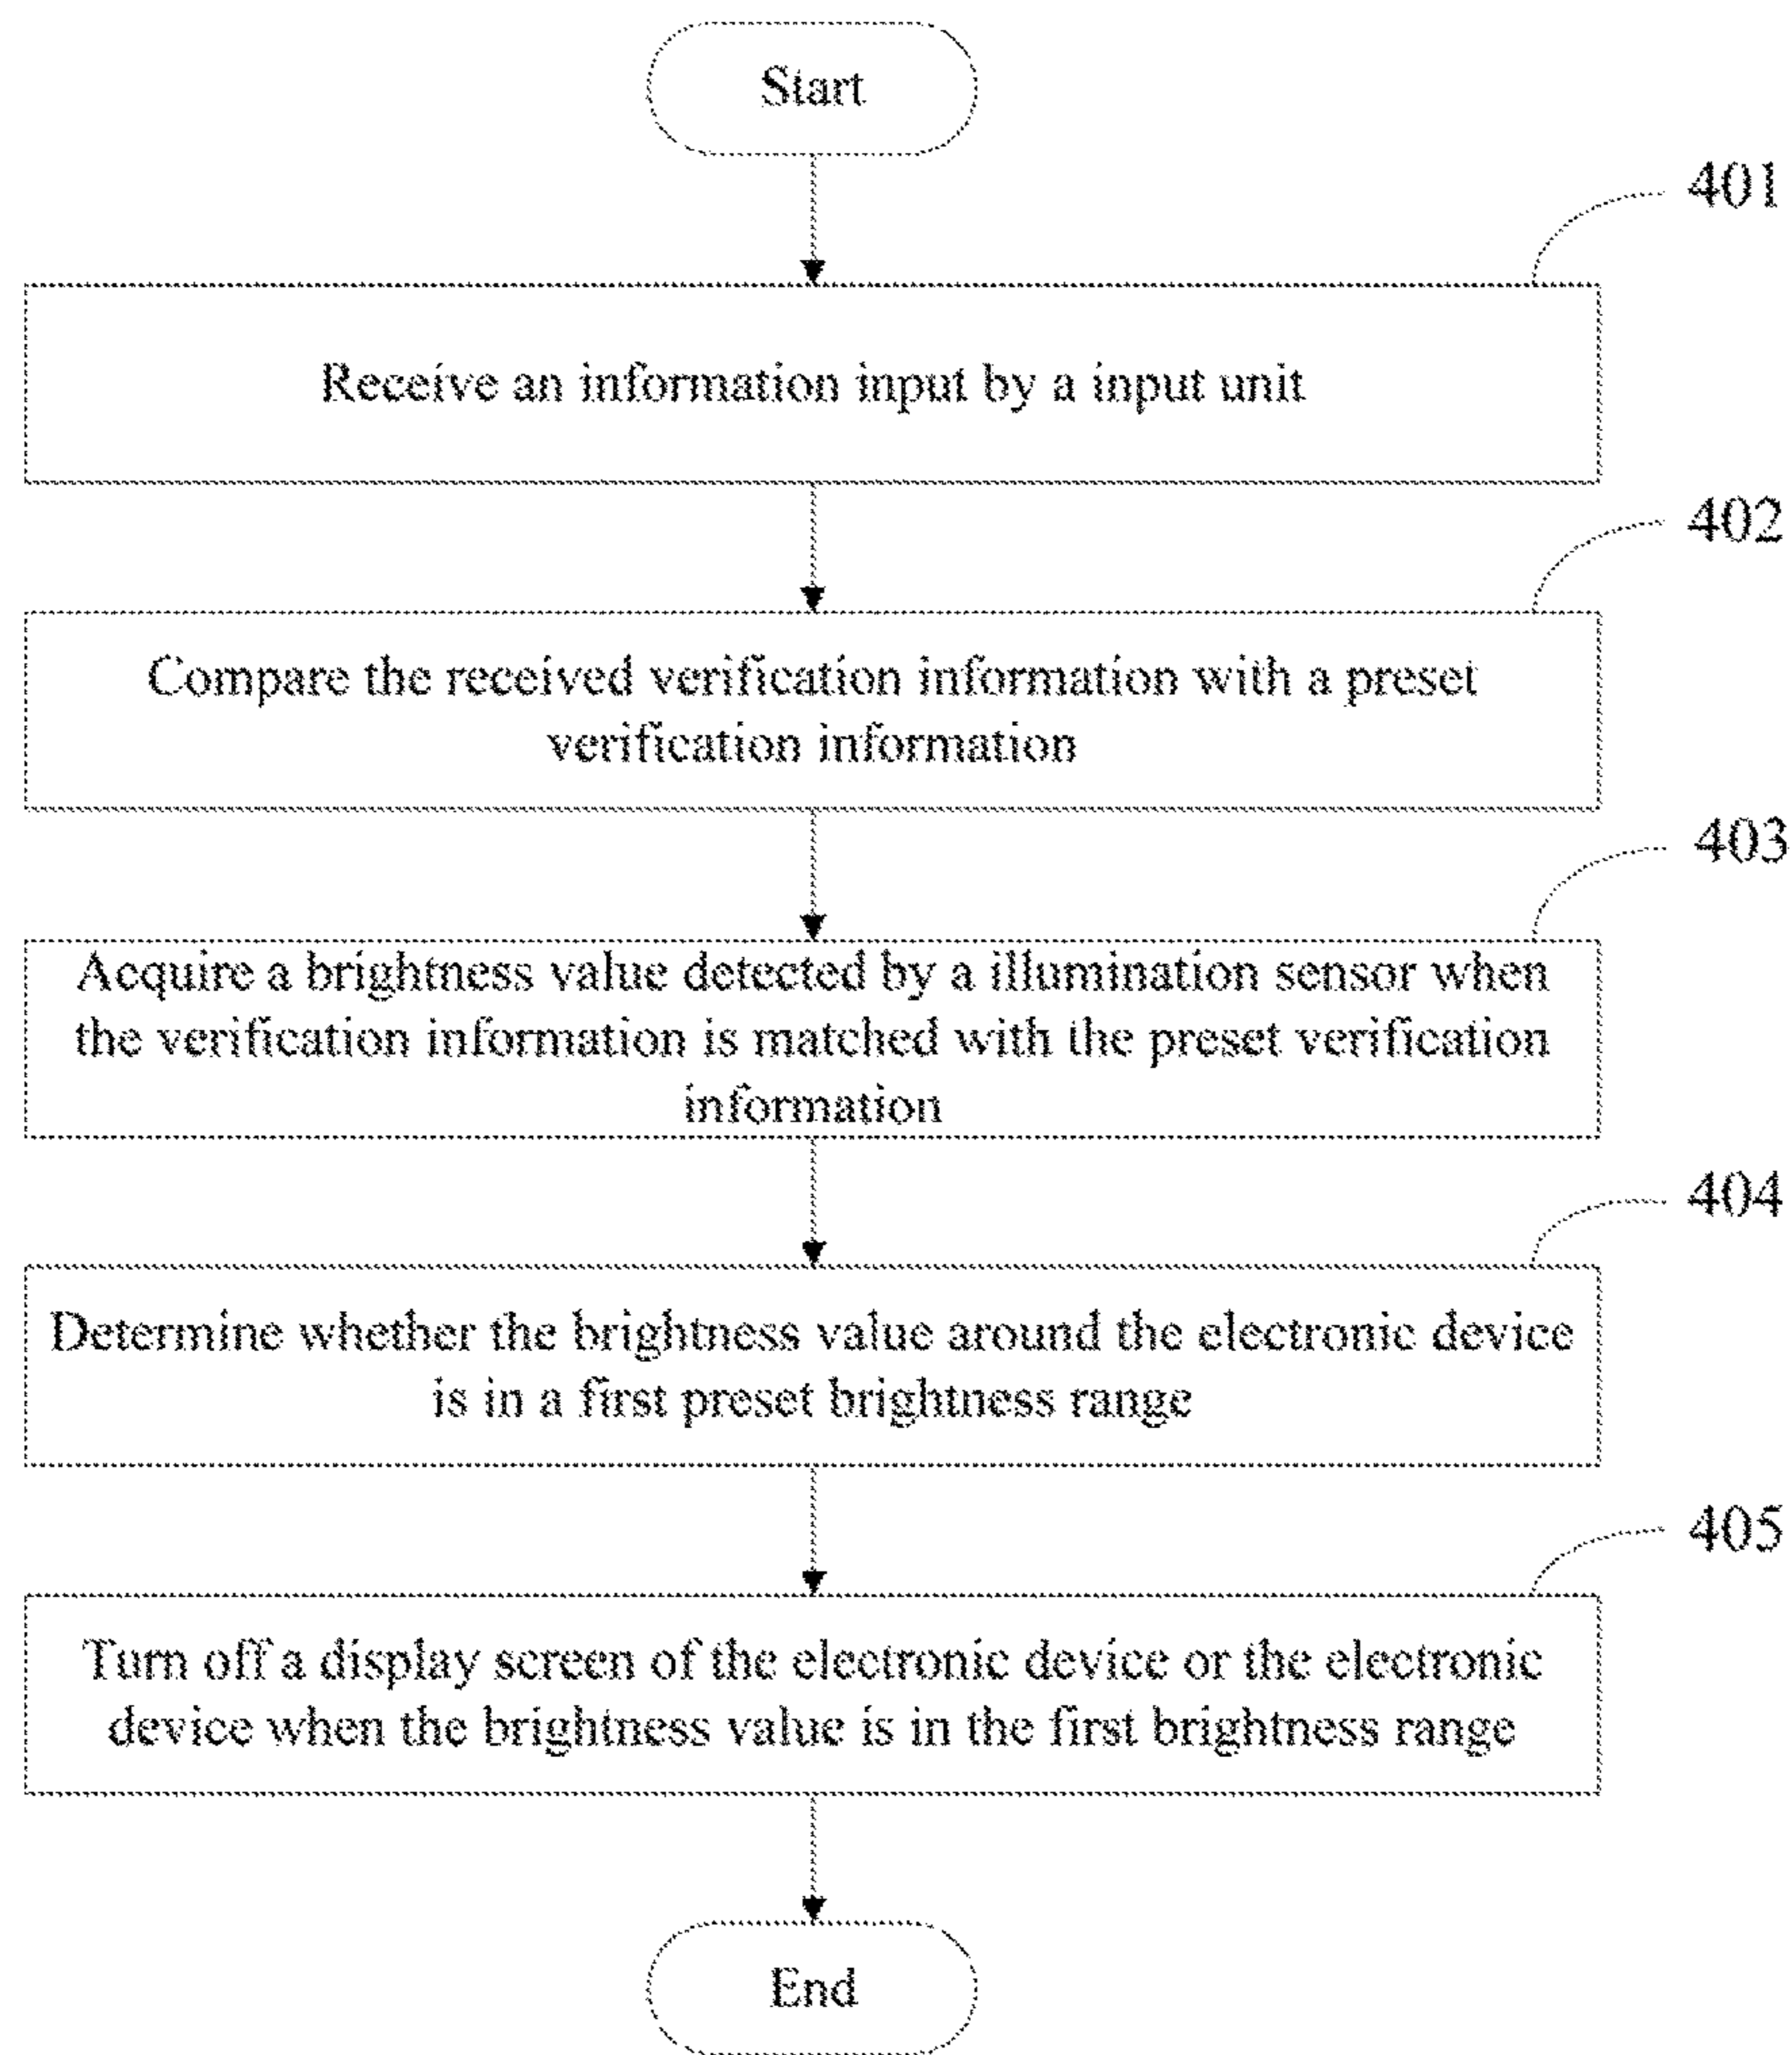 Start
401
Receive an information input by a input unit
402
Compare the received verification information with a preset
verification information
403
Acquire a brightness value detected by a illumination sensor when
the verification information is matched with the preset verification
information
404
Determine whether the brightness value around the electronic device
is in a first preset brightness range
405
Turn off a display screen of the electronic device or the electronic
device when the brightness value is in the first brightness range
End